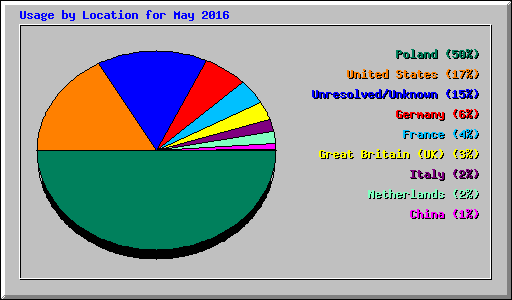 Usage by Location for May 2016
Poland (50%)
United States (17%)
Unresolved/Unknown (15%)
Germany (6%)
France (4%)
Great Britain (UK) (3%)
Italy (2%)
Netherlands (2%)
China (1%)